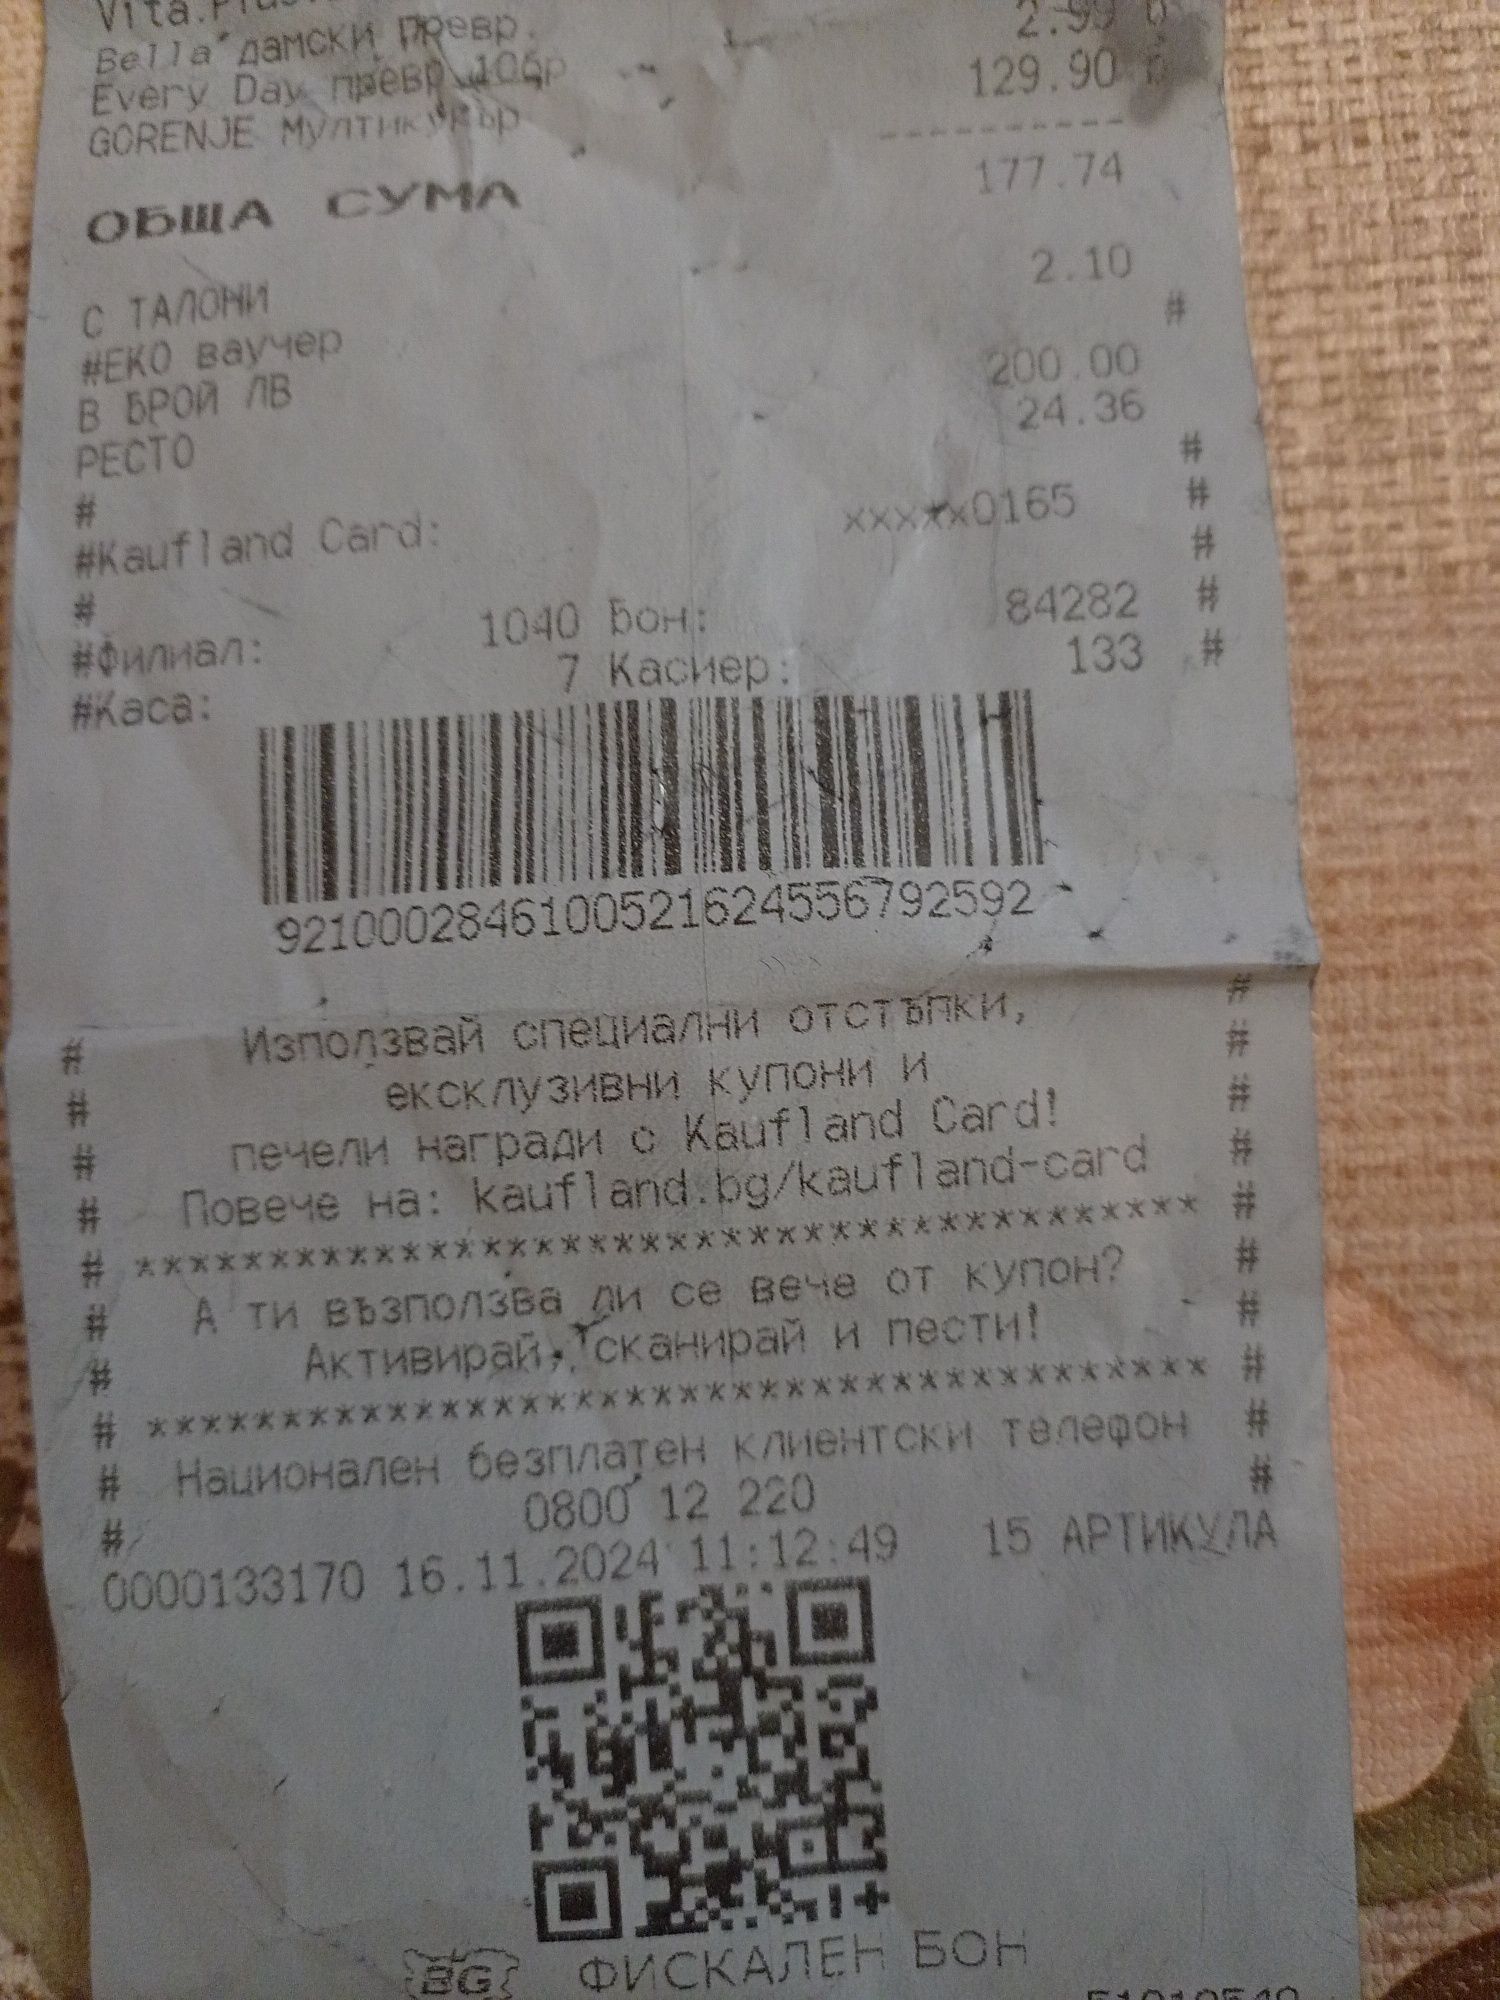 Bella дамски превр. 2.99
Every Day превр 10бр 129.90
GORENJE Мултикукър
----------
ОБЩА СУМА 177.74
С ТАЛОНИ 2.10
#ЕКО ваучер #
В БРОЙ ЛВ 200.00
РЕСТО 24.36
# #
#Kaufland Card: xxxxx0165 #
# #
#Филиал: 1040 Бон: 84282 #
#Каса: 7 Касиер: 133 #
9210002846100521624556792592
# #
# Използвай специални отстъпки, #
# ексклузивни купони и #
# печели награди с Kaufland Card! #
# Повече на: kaufland.bg/kaufland-card #
# **************************************** #
# А ти възползва ли се вече от купон? #
# Активирай, сканирай и пести! #
# **************************************** #
# Национален безплатен клиентски телефон #
# 0800 12 220 #
0000133170 16.11.2024 11:12:49 15 АРТИКУЛА
BG ФИСКАЛЕН БОН